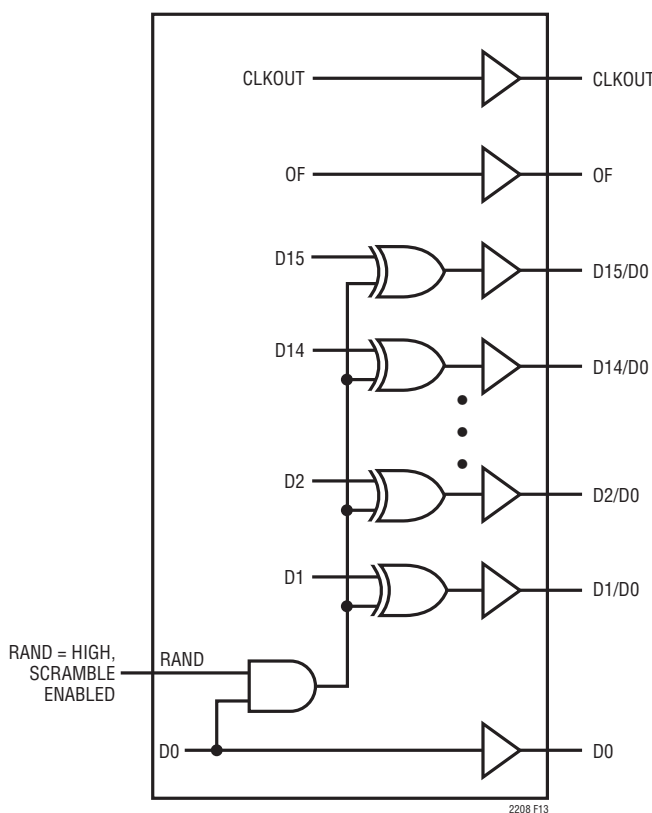 CLKOUT
CLKOUT
OF
OF
D15
D15/D0
D14
D14/D0
D2
D2/D0
D1
D1/D0
RAND = HIGH,
SCRAMBLE
ENABLED
RAND
D0
D0
2208 F13